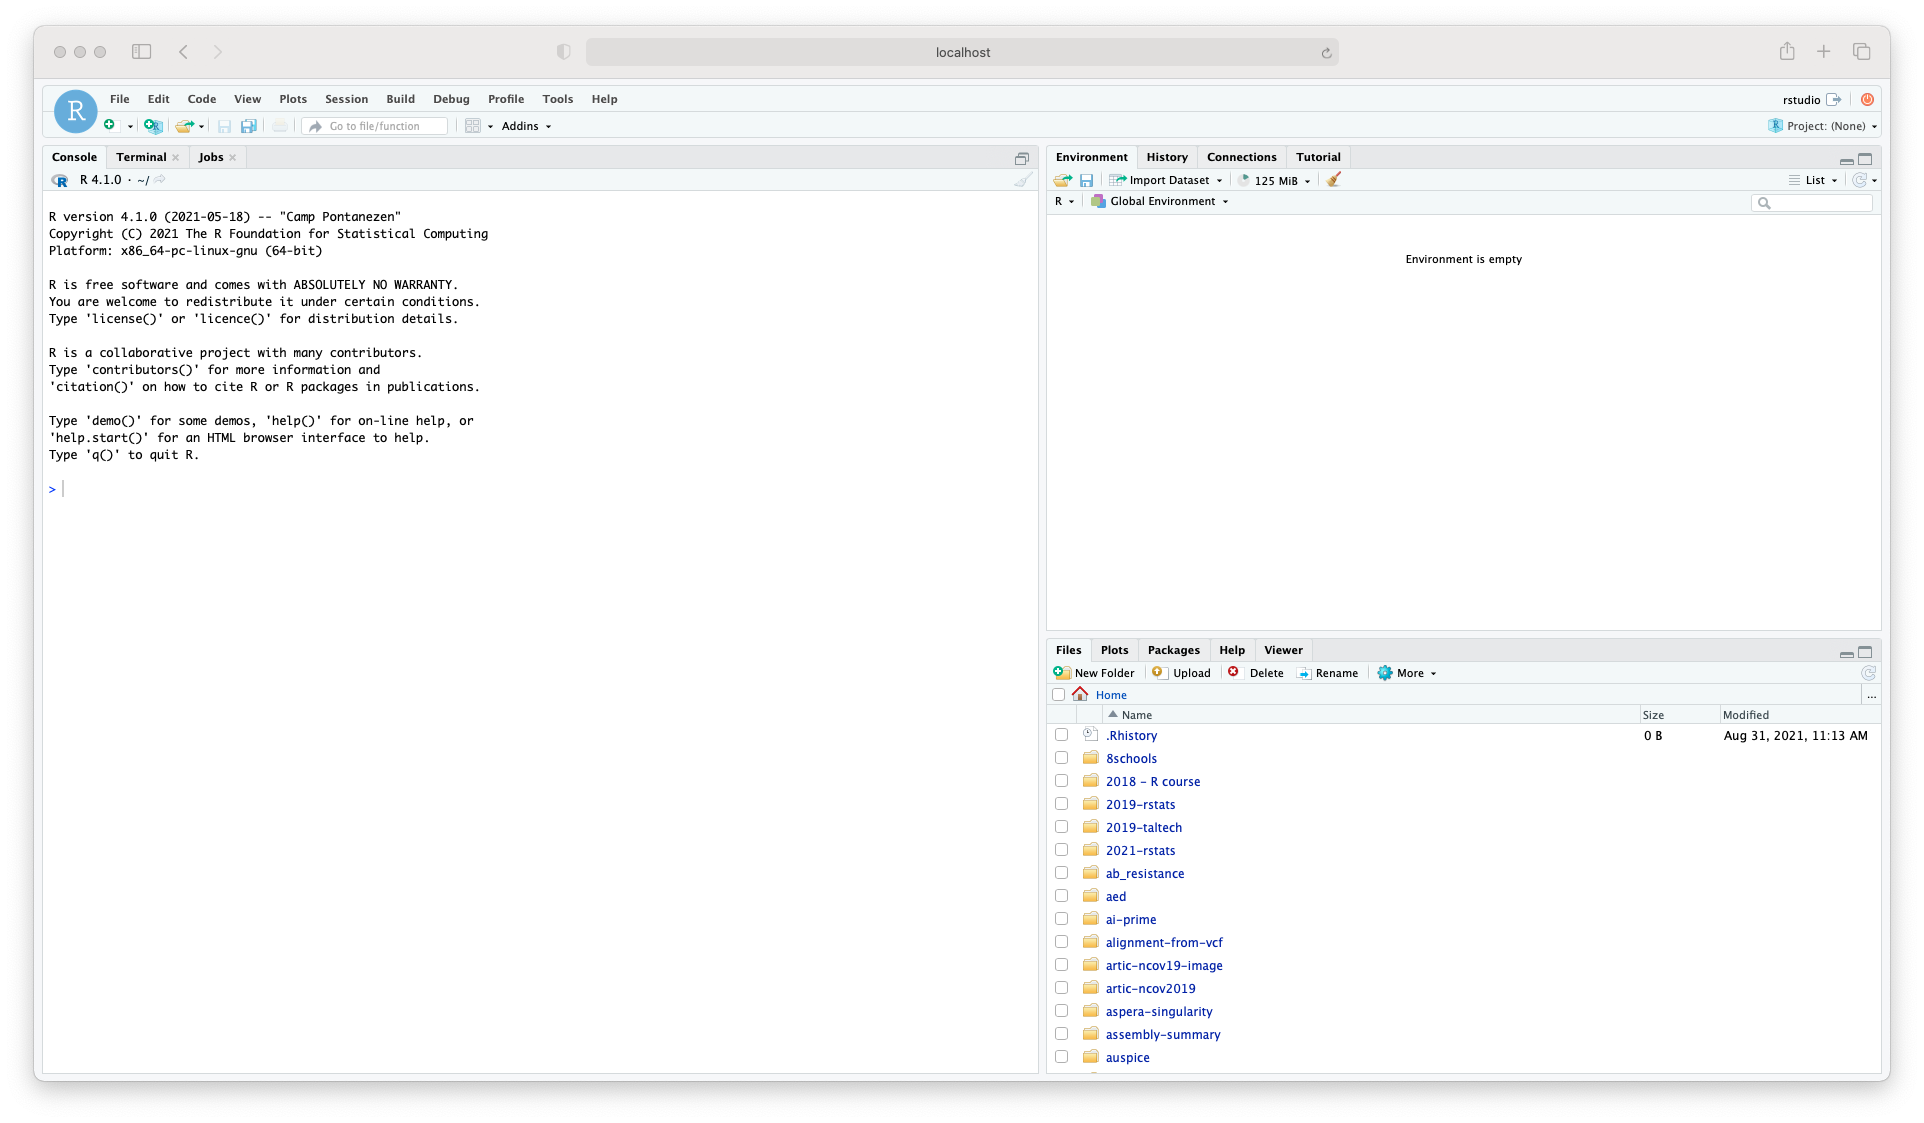 localhost
R
File Edit Code View Plots Session Build Debug Profile Tools Help
rstudio
Go to file/function
Addins
Project: (None)
Console Terminal Jobs
R 4.1.0 · ~/
R version 4.1.0 (2021-05-18) -- "Camp Pontanezen"
Copyright (C) 2021 The R Foundation for Statistical Computing
Platform: x86_64-pc-linux-gnu (64-bit)
R is free software and comes with ABSOLUTELY NO WARRANTY.
You are welcome to redistribute it under certain conditions.
Type 'license()' or 'licence()' for distribution details.
R is a collaborative project with many contributors.
Type 'contributors()' for more information and
'citation()' on how to cite R or R packages in publications.
Type 'demo()' for some demos, 'help()' for on-line help, or
'help.start()' for an HTML browser interface to help.
Type 'q()' to quit R.
>
Environment History Connections Tutorial
Import Dataset 125 MiB List
R Global Environment
Environment is empty
Files Plots Packages Help Viewer
New Folder Upload Delete Rename More
Home ...
Name Size Modified
.Rhistory 0 B Aug 31, 2021, 11:13 AM
8schools
2018 - R course
2019-rstats
2019-taltech
2021-rstats
ab_resistance
aed
ai-prime
alignment-from-vcf
artic-ncov19-image
artic-ncov2019
aspera-singularity
assembly-summary
auspice